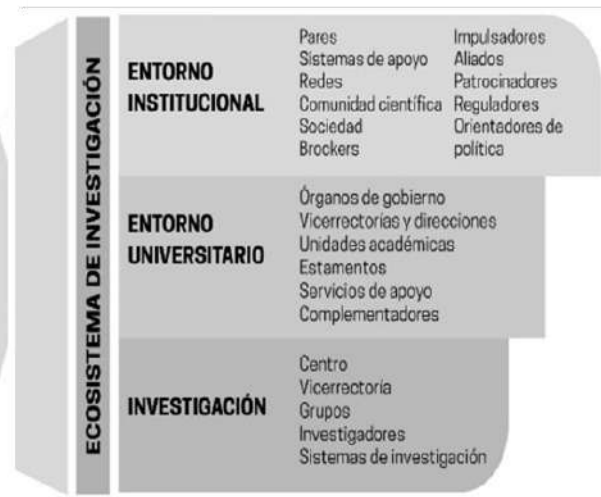 ECOSISTEMA DE INVESTIGACIÓN
ENTORNO
INSTITUCIONAL
Pares
Sistemas de apoyo
Redes
Comunidad científica
Sociedad
Brockers
Impulsadores
Aliados
Patrocinadores
Reguladores
Orientadores de
política
ENTORNO
UNIVERSITARIO
Órganos de gobierno
Vicerrectorías y direcciones
Unidades académicas
Estamentos
Servicios de apoyo
Complementadores
INVESTIGACIÓN
Centro
Vicerrectoría
Grupos
Investigadores
Sistemas de investigación